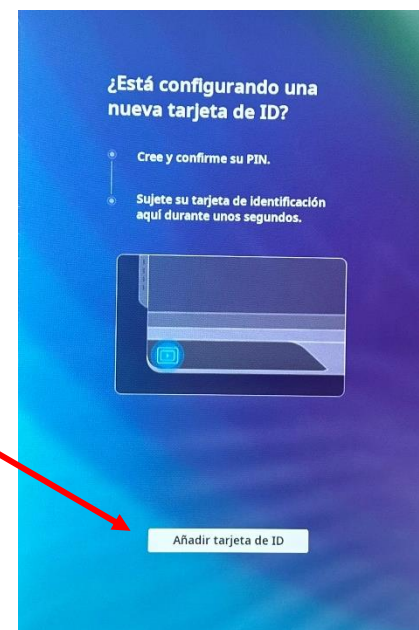 ¿Está configurando una
nueva tarjeta de ID?
Cree y confirme su PIN.
Sujete su tarjeta de identificación
aquí durante unos segundos.
Añadir tarjeta de ID